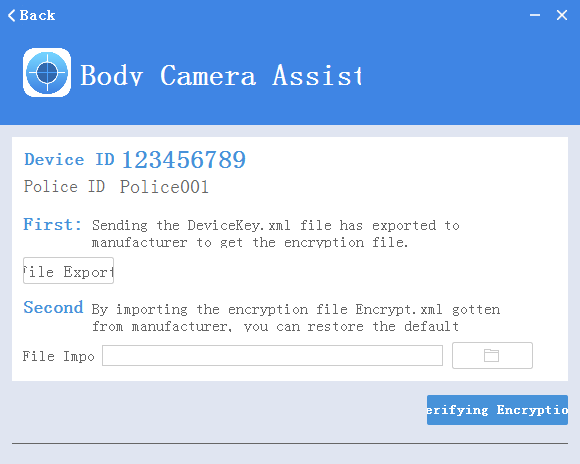 Back
Body Camera Assist
Device ID 123456789
Police ID Police001
First: Sending the DeviceKey.xml file has exported to
manufacturer to get the encryption file.
File Export
Second By importing the encryption file Encrypt.xml gotten
from manufacturer, you can restore the default
File Impo
erifying Encryptio